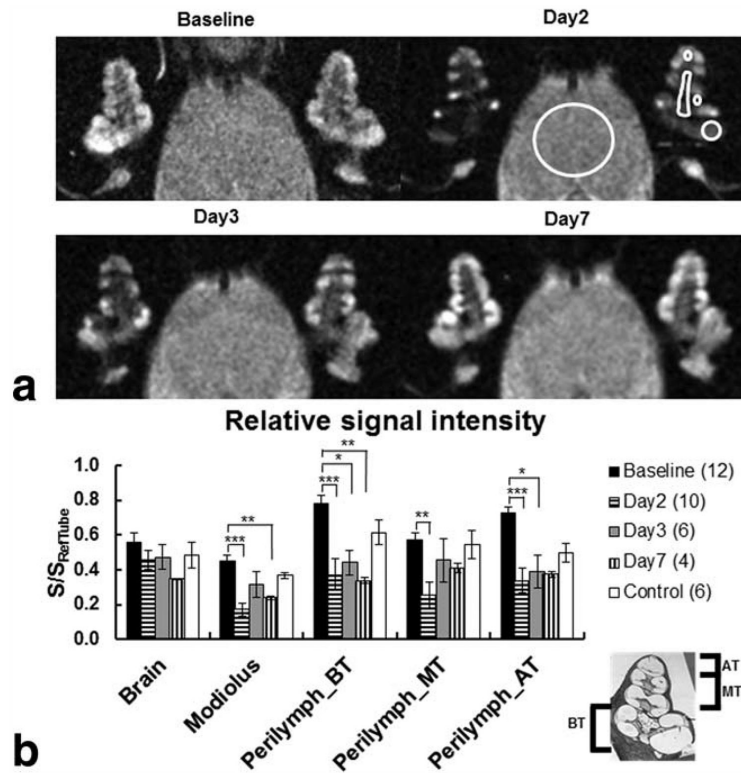 Baseline
Day2
Day3
Day7
a
Relative signal intensity
S/S RefTube
1.0
0.8
0.6
0.4
0.2
0.0
***
**
***
*
**
**
***
*
Baseline (12)
Day2 (10)
Day3 (6)
Day7 (4)
Control (6)
Brain
Modiolus
Perilymph_BT
Perilymph_MT
Perilymph_AT
AT
MT
BT
b